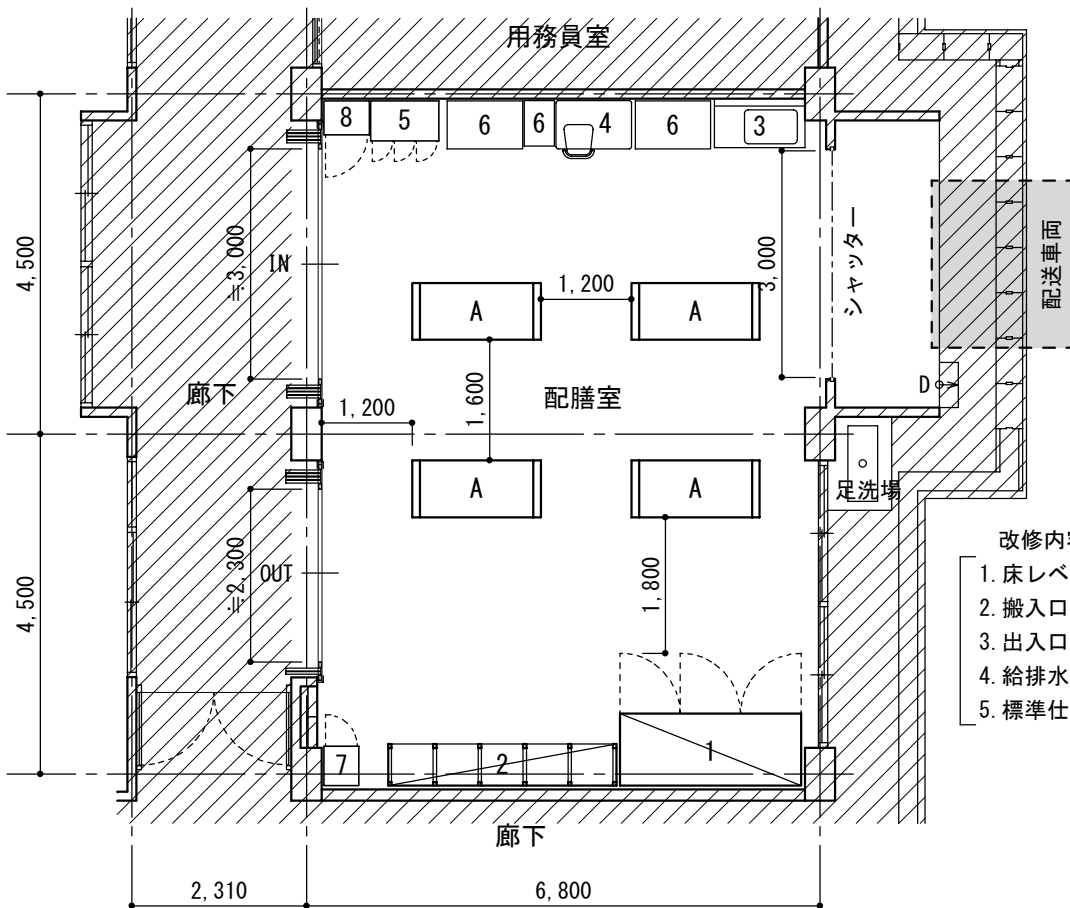 用務員室
8
5
6
6
4
6
3
4,500
≒3,000
IN
1,200
3,000
シャッター
配送車両
A
A
廊下
1,200
1,600
配膳室
D
A
A
足洗場
4,500
≒2,300
OUT
1,800
改修内
1. 床レベ
2. 搬入口
3. 出入口
4. 給排水
5. 標準仕
7
2
1
廊下
2,310
6,800